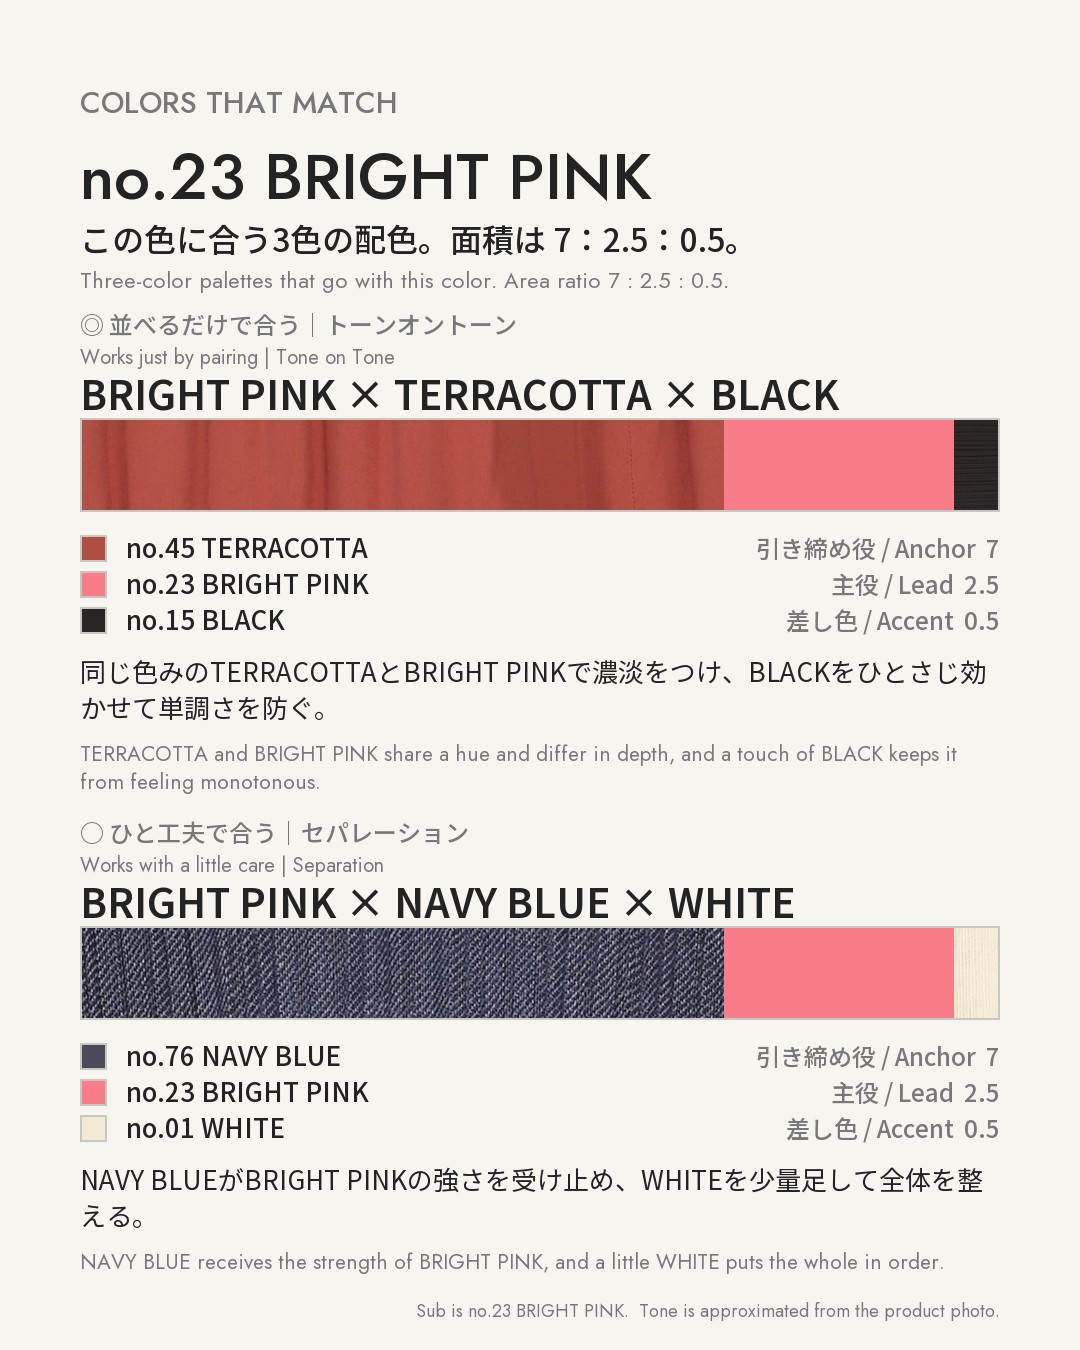 COLORS THAT MATCH
no.23 BRIGHT PINK
この色に合う3色の配色。面積は 7：2.5：0.5。
Three-color palettes that go with this color. Area ratio 7 : 2.5 : 0.5.
◎ 並べるだけで合う｜トーンオントーン
Works just by pairing | Tone on Tone
BRIGHT PINK × TERRACOTTA × BLACK
no.45 TERRACOTTA 引き締め役 / Anchor 7
no.23 BRIGHT PINK 主役 / Lead 2.5
no.15 BLACK 差し色 / Accent 0.5
同じ色みのTERRACOTTAとBRIGHT PINKで濃淡をつけ、BLACKをひとさじ効
かせて単調さを防ぐ。
TERRACOTTA and BRIGHT PINK share a hue and differ in depth, and a touch of BLACK keeps it
from feeling monotonous.
○ ひと工夫で合う｜セパレーション
Works with a little care | Separation
BRIGHT PINK × NAVY BLUE × WHITE
no.76 NAVY BLUE 引き締め役 / Anchor 7
no.23 BRIGHT PINK 主役 / Lead 2.5
no.01 WHITE 差し色 / Accent 0.5
NAVY BLUEがBRIGHT PINKの強さを受け止め、WHITEを少量足して全体を整
える。
NAVY BLUE receives the strength of BRIGHT PINK, and a little WHITE puts the whole in order.
Sub is no.23 BRIGHT PINK. Tone is approximated from the product photo.